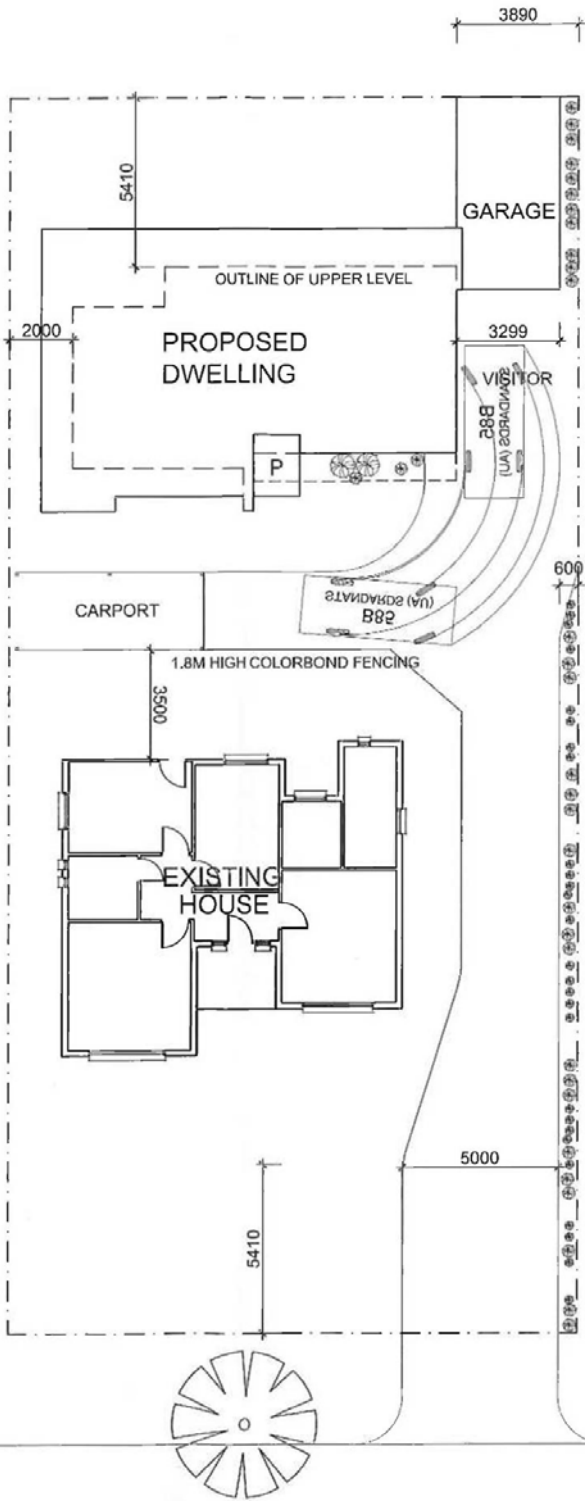 3890
5410
GARAGE
OUTLINE OF UPPER LEVEL
2000
3299
PROPOSED
DWELLING
VISITOR
B85
STANDARDS (AU)
P
600
CARPORT
STANDARDS (AU)
B85
1.8M HIGH COLORBOND FENCING
3500
EXISTING
HOUSE
5000
5410